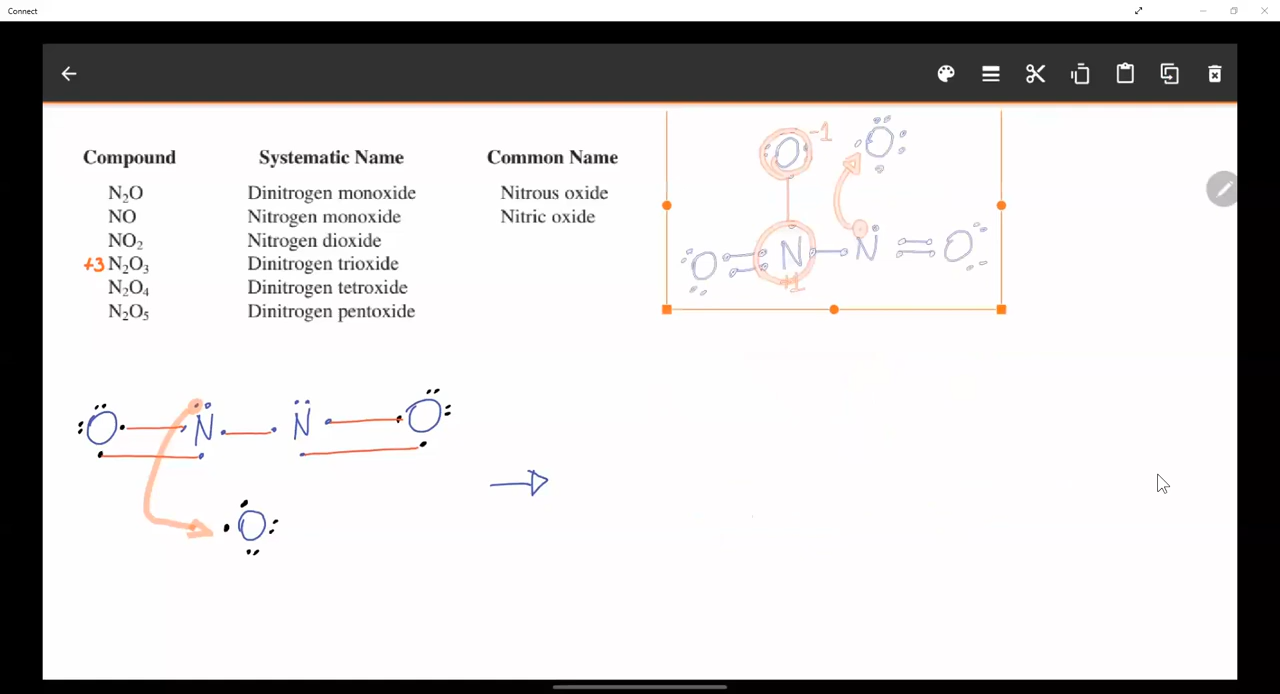 Connect
Compound Systematic Name Common Name
N₂O Dinitrogen monoxide Nitrous oxide
NO Nitrogen monoxide Nitric oxide
NO₂ Nitrogen dioxide
+3 N₂O₃ Dinitrogen trioxide
N₂O₄ Dinitrogen tetroxide
N₂O₅ Dinitrogen pentoxide
O -1 O
O N N O
+1
O N N O
O